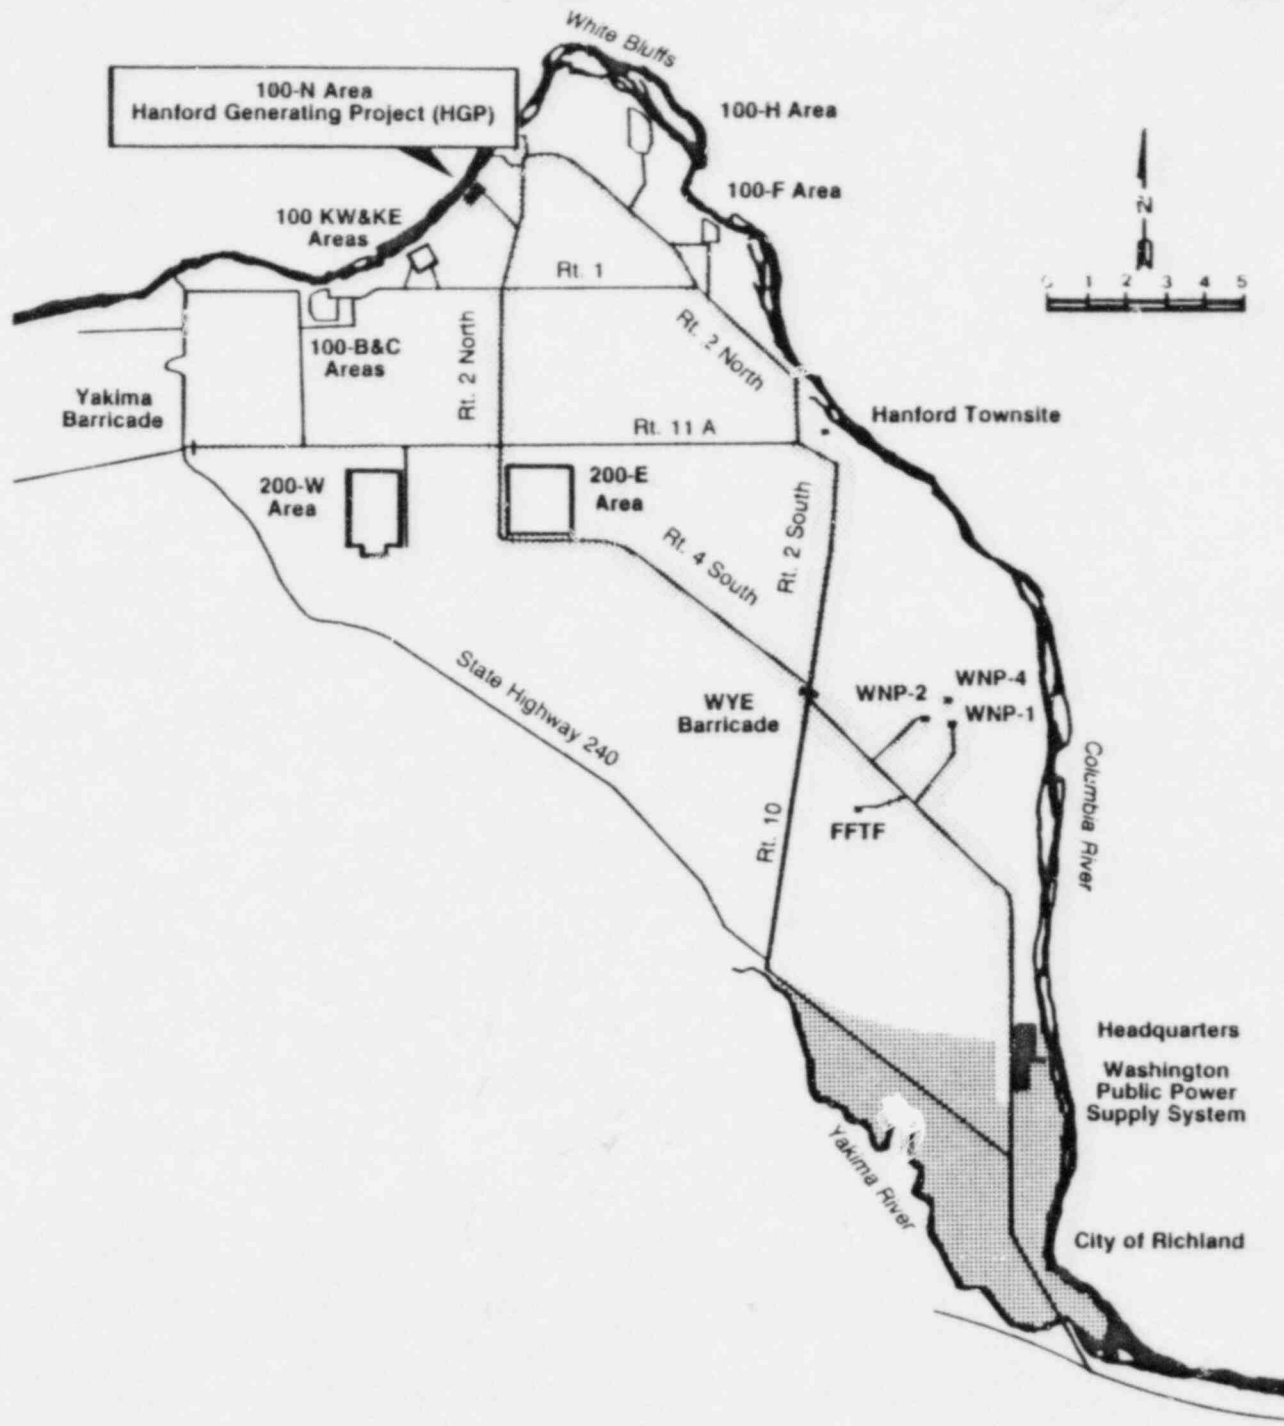 White Bluffs
100-N Area
Hanford Generating Project (HGP)
100-H Area
100-F Area
N
100 KW&KE
Areas
Rt. 1
1 2 3 4 5
Rt. 2 North
Rt. 2 North
100-B&C
Areas
Yakima
Barricade
Hanford Townsite
Rt. 11 A
200-W
Area
200-E
Area
Rt. 2 South
Rt. 4 South
State Highway 240
WYE
Barricade
WNP-2
WNP-4
WNP-1
Columbia River
Rt. 10
FFTF
Headquarters
Washington
Public Power
Supply System
Yakima River
City of Richland